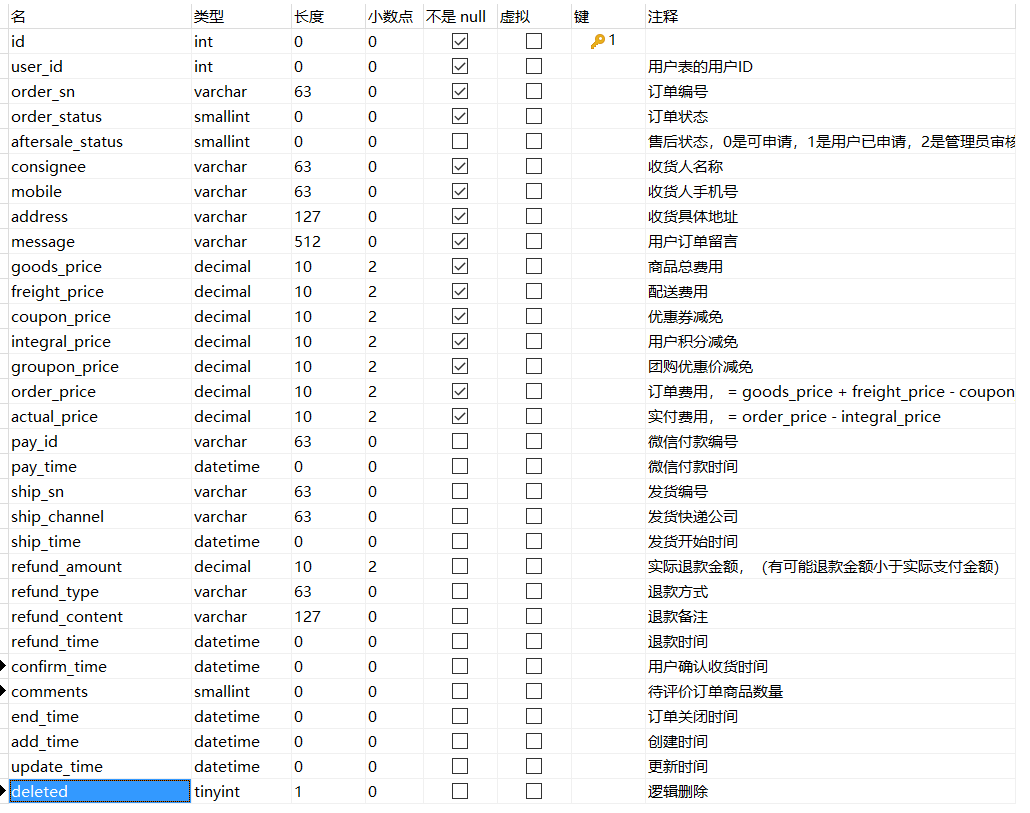 名 类型 长度 小数点 不是 null 虚拟 键 注释
id int 0 0 1
user_id int 0 0 用户表的用户ID
order_sn varchar 63 0 订单编号
order_status smallint 0 0 订单状态
aftersale_status smallint 0 0 售后状态，0是可申请，1是用户已申请，2是管理员审核
consignee varchar 63 0 收货人名称
mobile varchar 63 0 收货人手机号
address varchar 127 0 收货具体地址
message varchar 512 0 用户订单留言
goods_price decimal 10 2 商品总费用
freight_price decimal 10 2 配送费用
coupon_price decimal 10 2 优惠券减免
integral_price decimal 10 2 用户积分减免
groupon_price decimal 10 2 团购优惠价减免
order_price decimal 10 2 订单费用， = goods_price + freight_price - coupon
actual_price decimal 10 2 实付费用， = order_price - integral_price
pay_id varchar 63 0 微信付款编号
pay_time datetime 0 0 微信付款时间
ship_sn varchar 63 0 发货编号
ship_channel varchar 63 0 发货快递公司
ship_time datetime 0 0 发货开始时间
refund_amount decimal 10 2 实际退款金额，（有可能退款金额小于实际支付金额）
refund_type varchar 63 0 退款方式
refund_content varchar 127 0 退款备注
refund_time datetime 0 0 退款时间
confirm_time datetime 0 0 用户确认收货时间
comments smallint 0 0 待评价订单商品数量
end_time datetime 0 0 订单关闭时间
add_time datetime 0 0 创建时间
update_time datetime 0 0 更新时间
deleted tinyint 1 0 逻辑删除